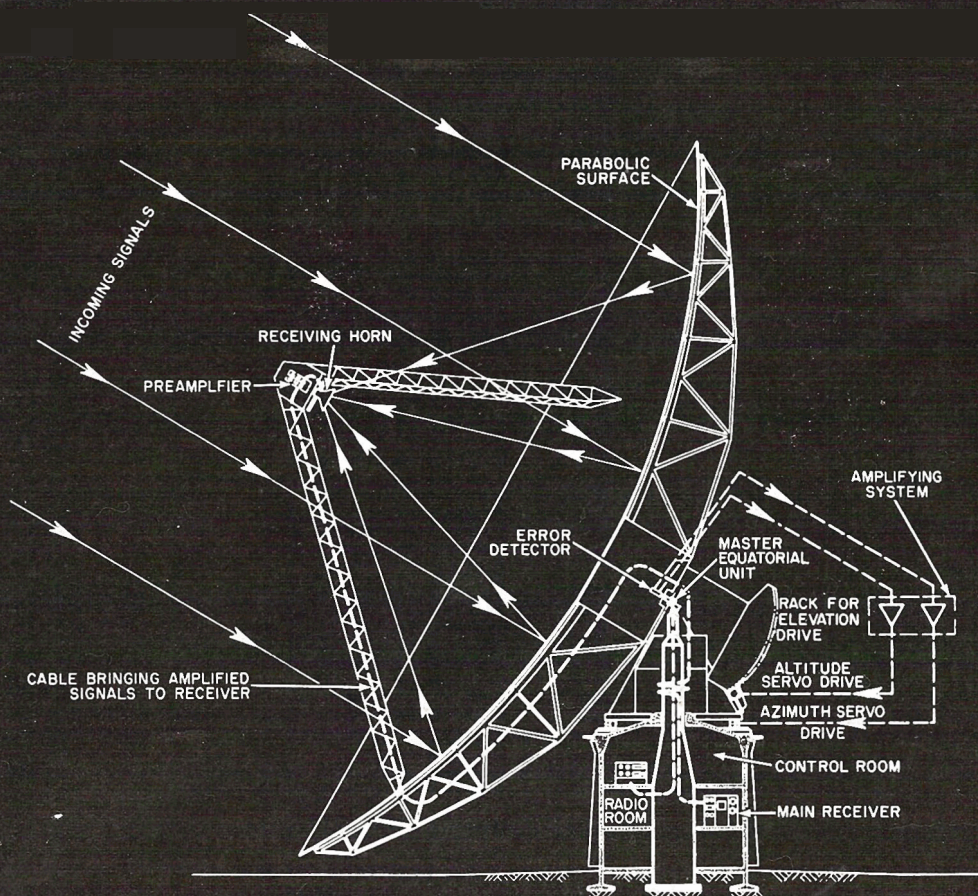 PARABOLIC
SURFACE
INCOMING SIGNALS
RECEIVING HORN
PREAMPLFIER
AMPLIFYING
SYSTEM
ERROR
DETECTOR
MASTER
EQUATORIAL
UNIT
RACK FOR
ELEVATION
DRIVE
CABLE BRINGING AMPLIFIED
SIGNALS TO RECEIVER
ALTITUDE
SERVO DRIVE
AZIMUTH SERVO
DRIVE
CONTROL ROOM
RADIO
ROOM
MAIN RECEIVER